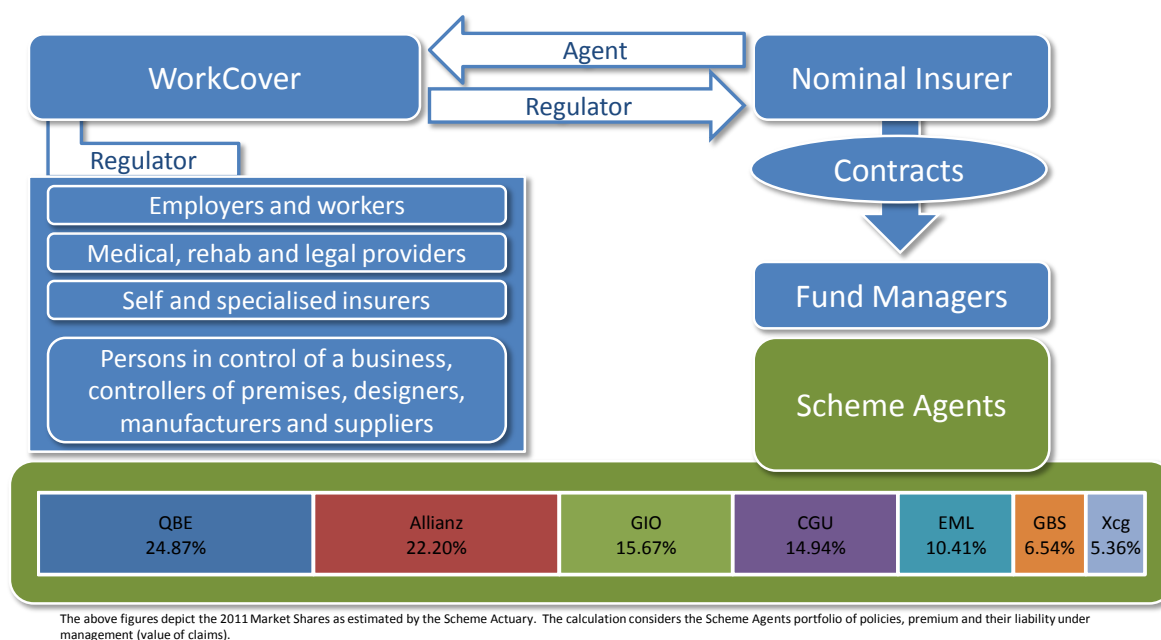 WorkCover
Agent
Regulator
Nominal Insurer
Regulator
Contracts
Employers and workers
Medical, rehab and legal providers
Self and specialised insurers
Persons in control of a business,
controllers of premises, designers,
manufacturers and suppliers
Fund Managers
Scheme Agents
QBE
24.87%
Allianz
22.20%
GIO
15.67%
CGU
14.94%
EML
10.41%
GBS
6.54%
Xcg
5.36%
The above figures depict the 2011 Market Shares as estimated by the Scheme Actuary. The calculation considers the Scheme Agents portfolio of policies, premium and their liability under
management (value of claims).